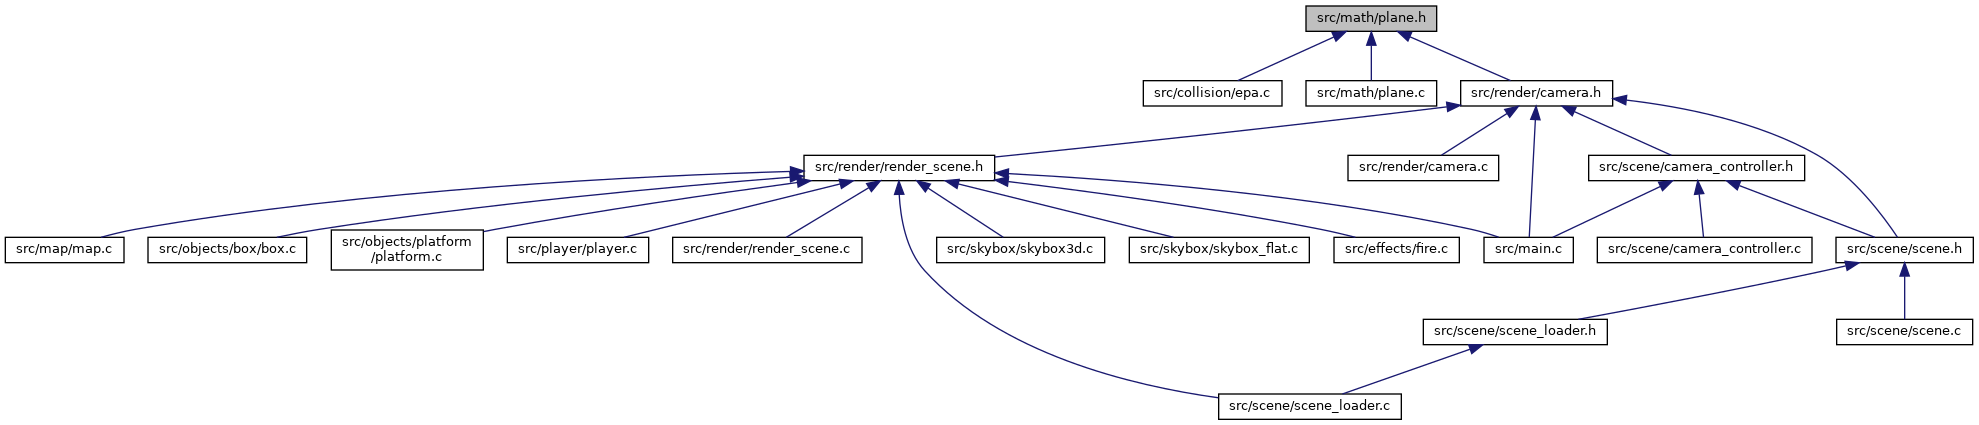 src/math/plane.h
src/collision/epa.c
src/math/plane.c
src/render/camera.h
src/render/render_scene.h
src/render/camera.c
src/scene/camera_controller.h
src/map/map.c
src/objects/box/box.c
src/objects/platform
/platform.c
src/player/player.c
src/render/render_scene.c
src/skybox/skybox3d.c
src/skybox/skybox_flat.c
src/effects/fire.c
src/main.c
src/scene/camera_controller.c
src/scene/scene.h
src/scene/scene_loader.h
src/scene/scene.c
src/scene/scene_loader.c